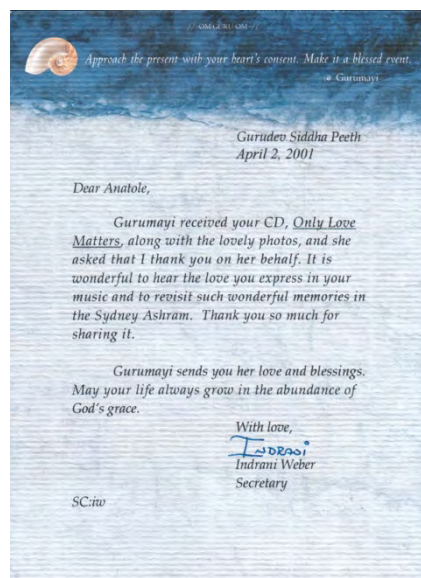 //·OM GURU OM·//
Approach the present with your heart's consent. Make it a blessed event.
Gurumayi
Gurudev Siddha Peeth
April 2, 2001
Dear Anatole,
Gurumayi received your CD, Only Love
Matters, along with the lovely photos, and she
asked that I thank you on her behalf. It is
wonderful to hear the love you express in your
music and to revisit such wonderful memories in
the Sydney Ashram. Thank you so much for
sharing it.
Gurumayi sends you her love and blessings.
May your life always grow in the abundance of
God's grace.
With love,
INDRANI
Indrani Weber
Secretary
SC:iw